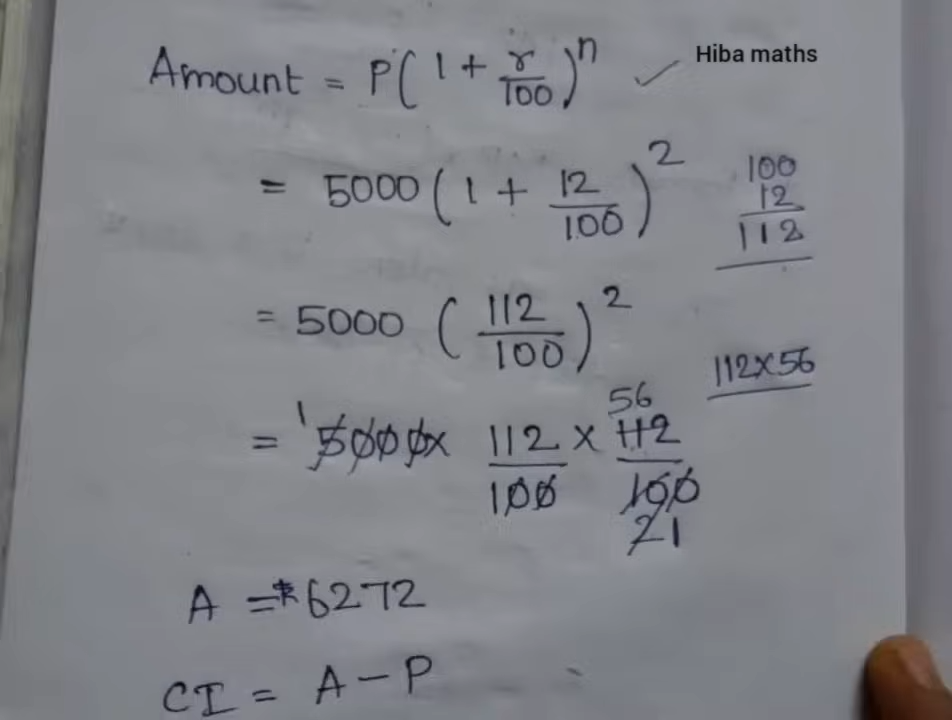 Hiba maths
Amount = P(1 + r/100)^n ✓
= 5000(1 + 12/100)^2
100
12
112
= 5000 (112/100)^2
112×56
56
= 1 5000× 112/100 × 112/100
21
A = ₹6272
CI = A - P